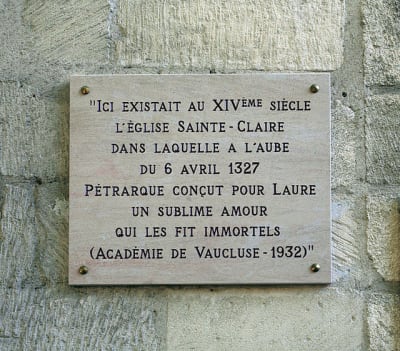 "Ici existait au XIVème siècle
l'église Sainte-Claire
dans laquelle a l'aube
du 6 avril 1327
Pétrarque conçut pour Laure
un sublime amour
qui les fit immortels
(Académie de Vaucluse-1932)"